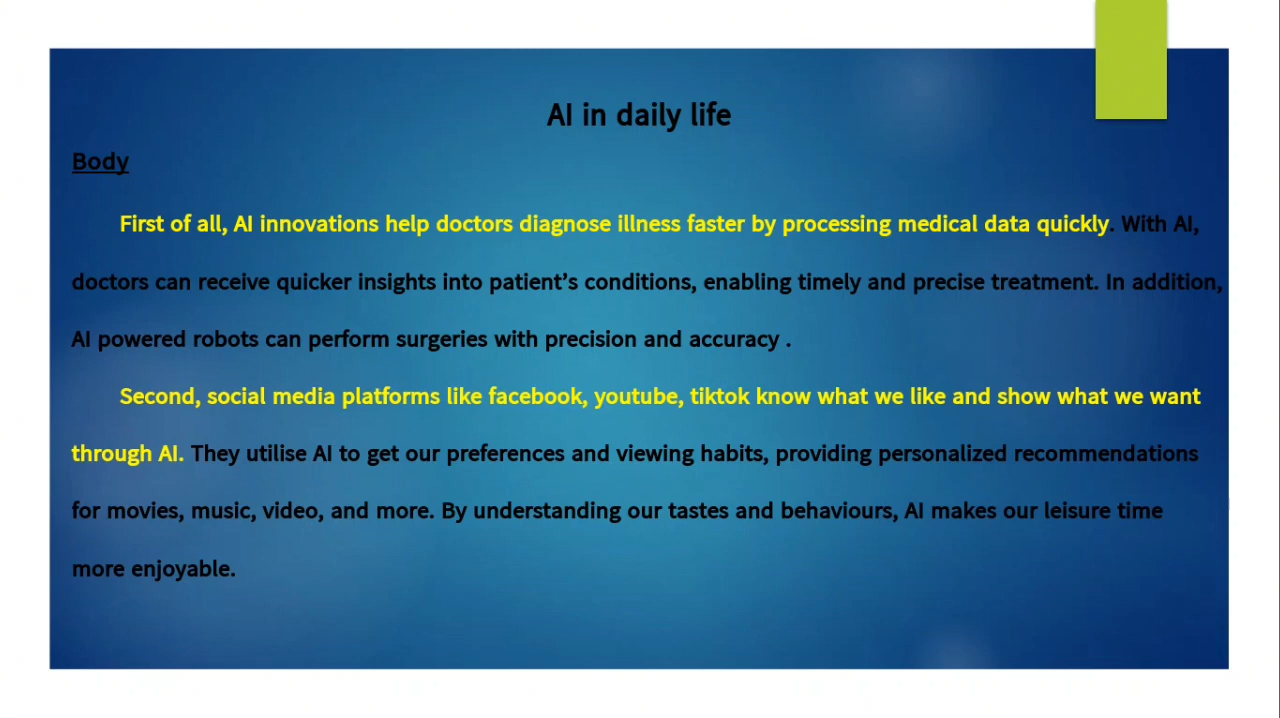 AI in daily life
Body
First of all, AI innovations help doctors diagnose illness faster by processing medical data quickly. With AI,
doctors can receive quicker insights into patient’s conditions, enabling timely and precise treatment. In addition,
AI powered robots can perform surgeries with precision and accuracy .
Second, social media platforms like facebook, youtube, tiktok know what we like and show what we want
through AI. They utilise AI to get our preferences and viewing habits, providing personalized recommendations
for movies, music, video, and more. By understanding our tastes and behaviours, AI makes our leisure time
more enjoyable.